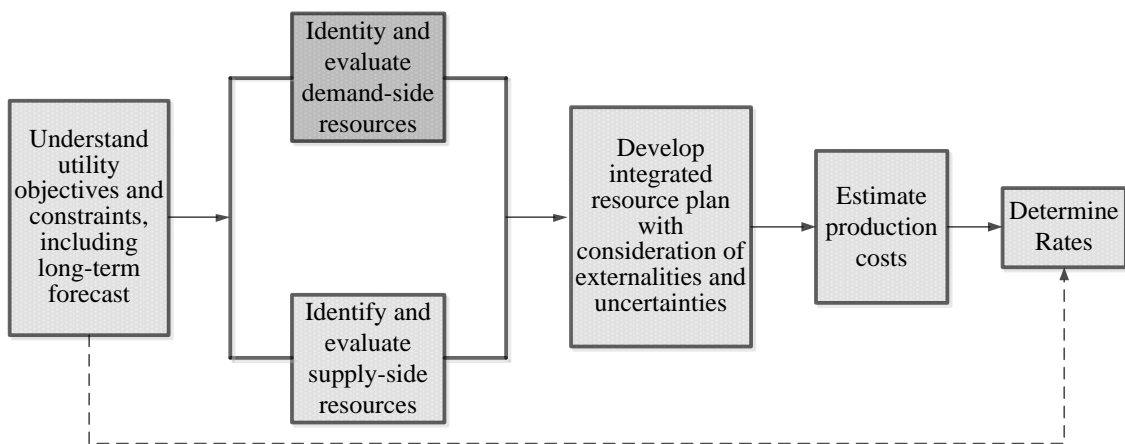 Understand
utility
objectives and
constraints,
including
long-term
forecast
Identity and
evaluate
demand-side
resources
Identify and
evaluate
supply-side
resources
Develop
integrated
resource plan
with
consideration of
externalities and
uncertainties
Estimate
production
costs
Determine
Rates